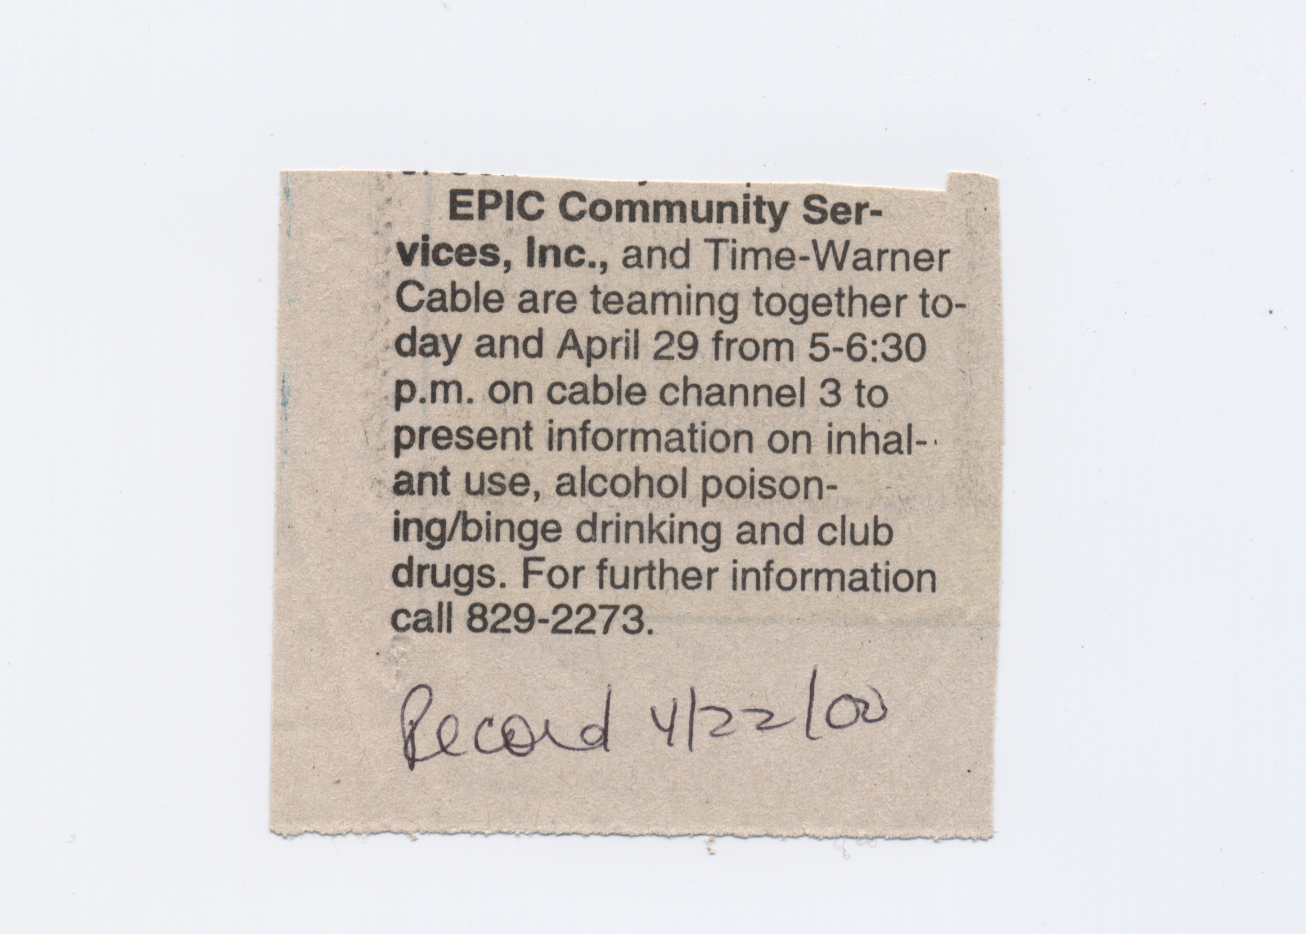 EPIC Community Ser-
vices, Inc., and Time-Warner
Cable are teaming together to-
day and April 29 from 5-6:30
p.m. on cable channel 3 to
present information on inhal-
ant use, alcohol poison-
ing/binge drinking and club
drugs. For further information
call 829-2273.
Record 4/22/00